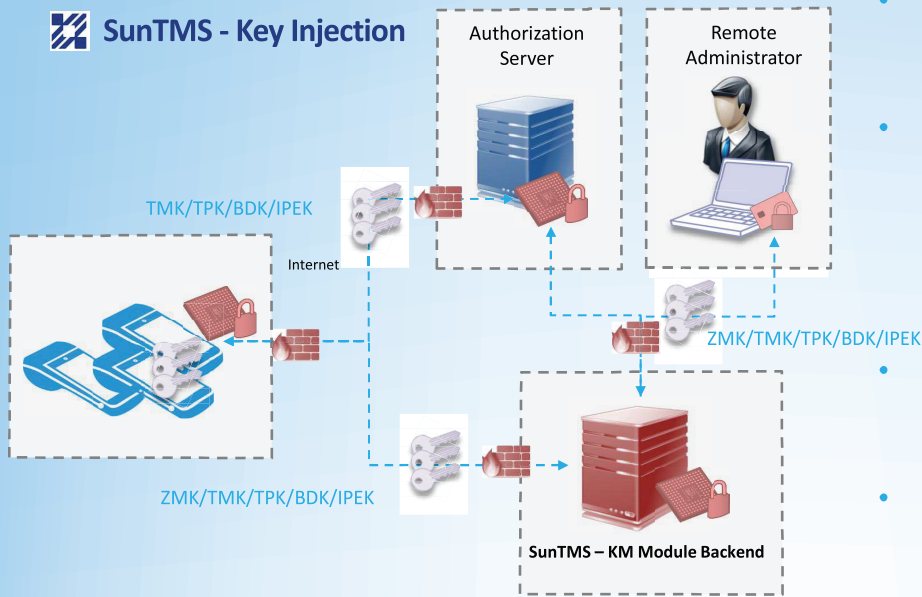 SunTMS - Key Injection
Authorization
Server
Remote
Administrator
TMK/TPK/BDK/IPEK
Internet
ZMK/TMK/TPK/BDK/IPEK
ZMK/TMK/TPK/BDK/IPEK
SunTMS – KM Module Backend